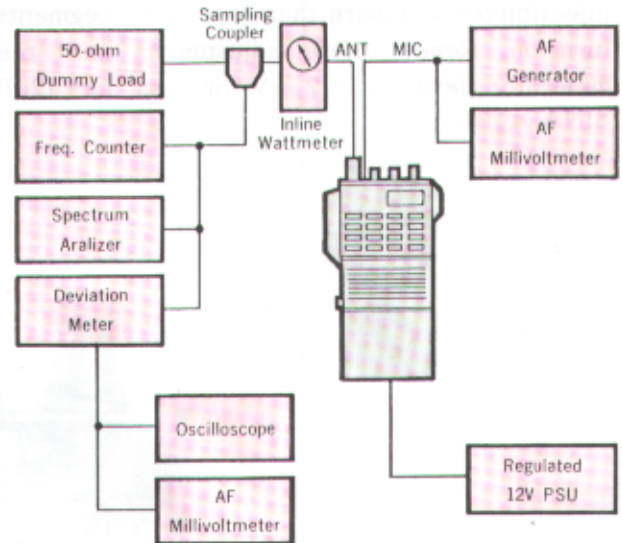 Sampling
Coupler
50-ohm
Dummy Load
ANT
MIC
AF
Generator
Inline
Wattmeter
Freq. Counter
AF
Millivoltmeter
Spectrum
Aralizer
Deviation
Meter
Oscilloscope
AF
Millivoltmeter
Regulated
12V PSU